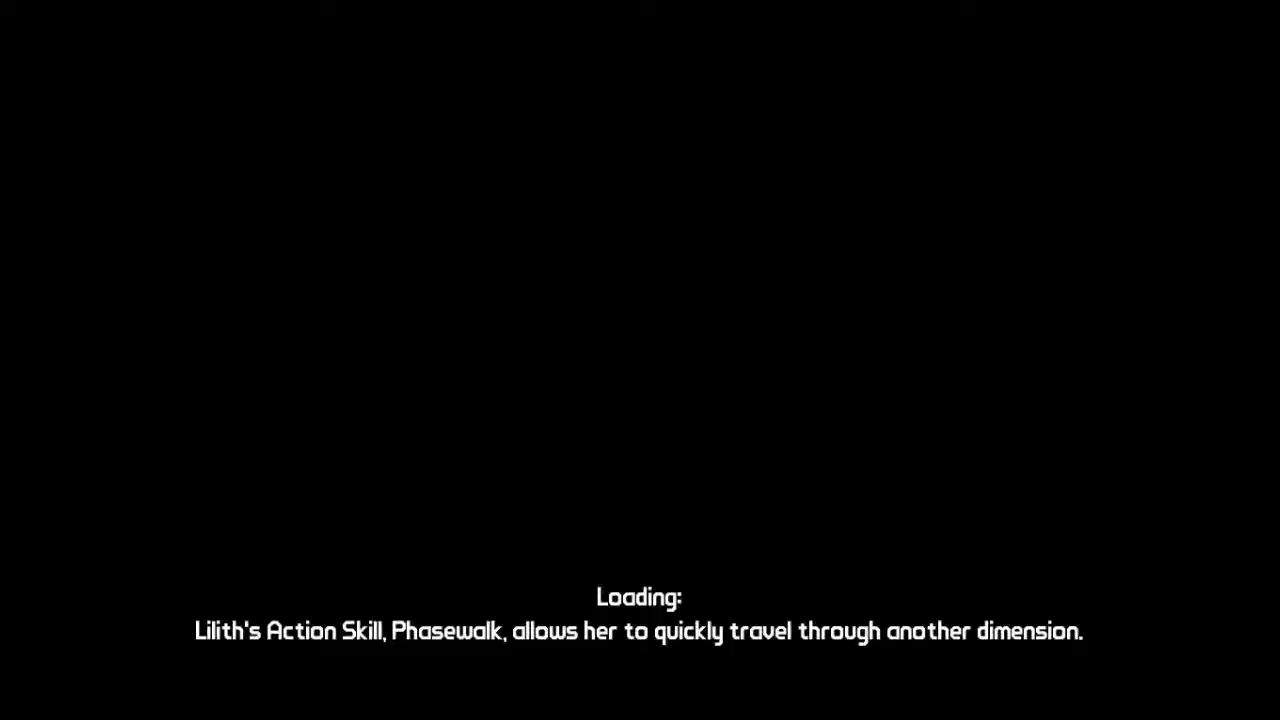 Loading:
Lilith's Action Skill, Phasewalk, allows her to quickly travel through another dimension.